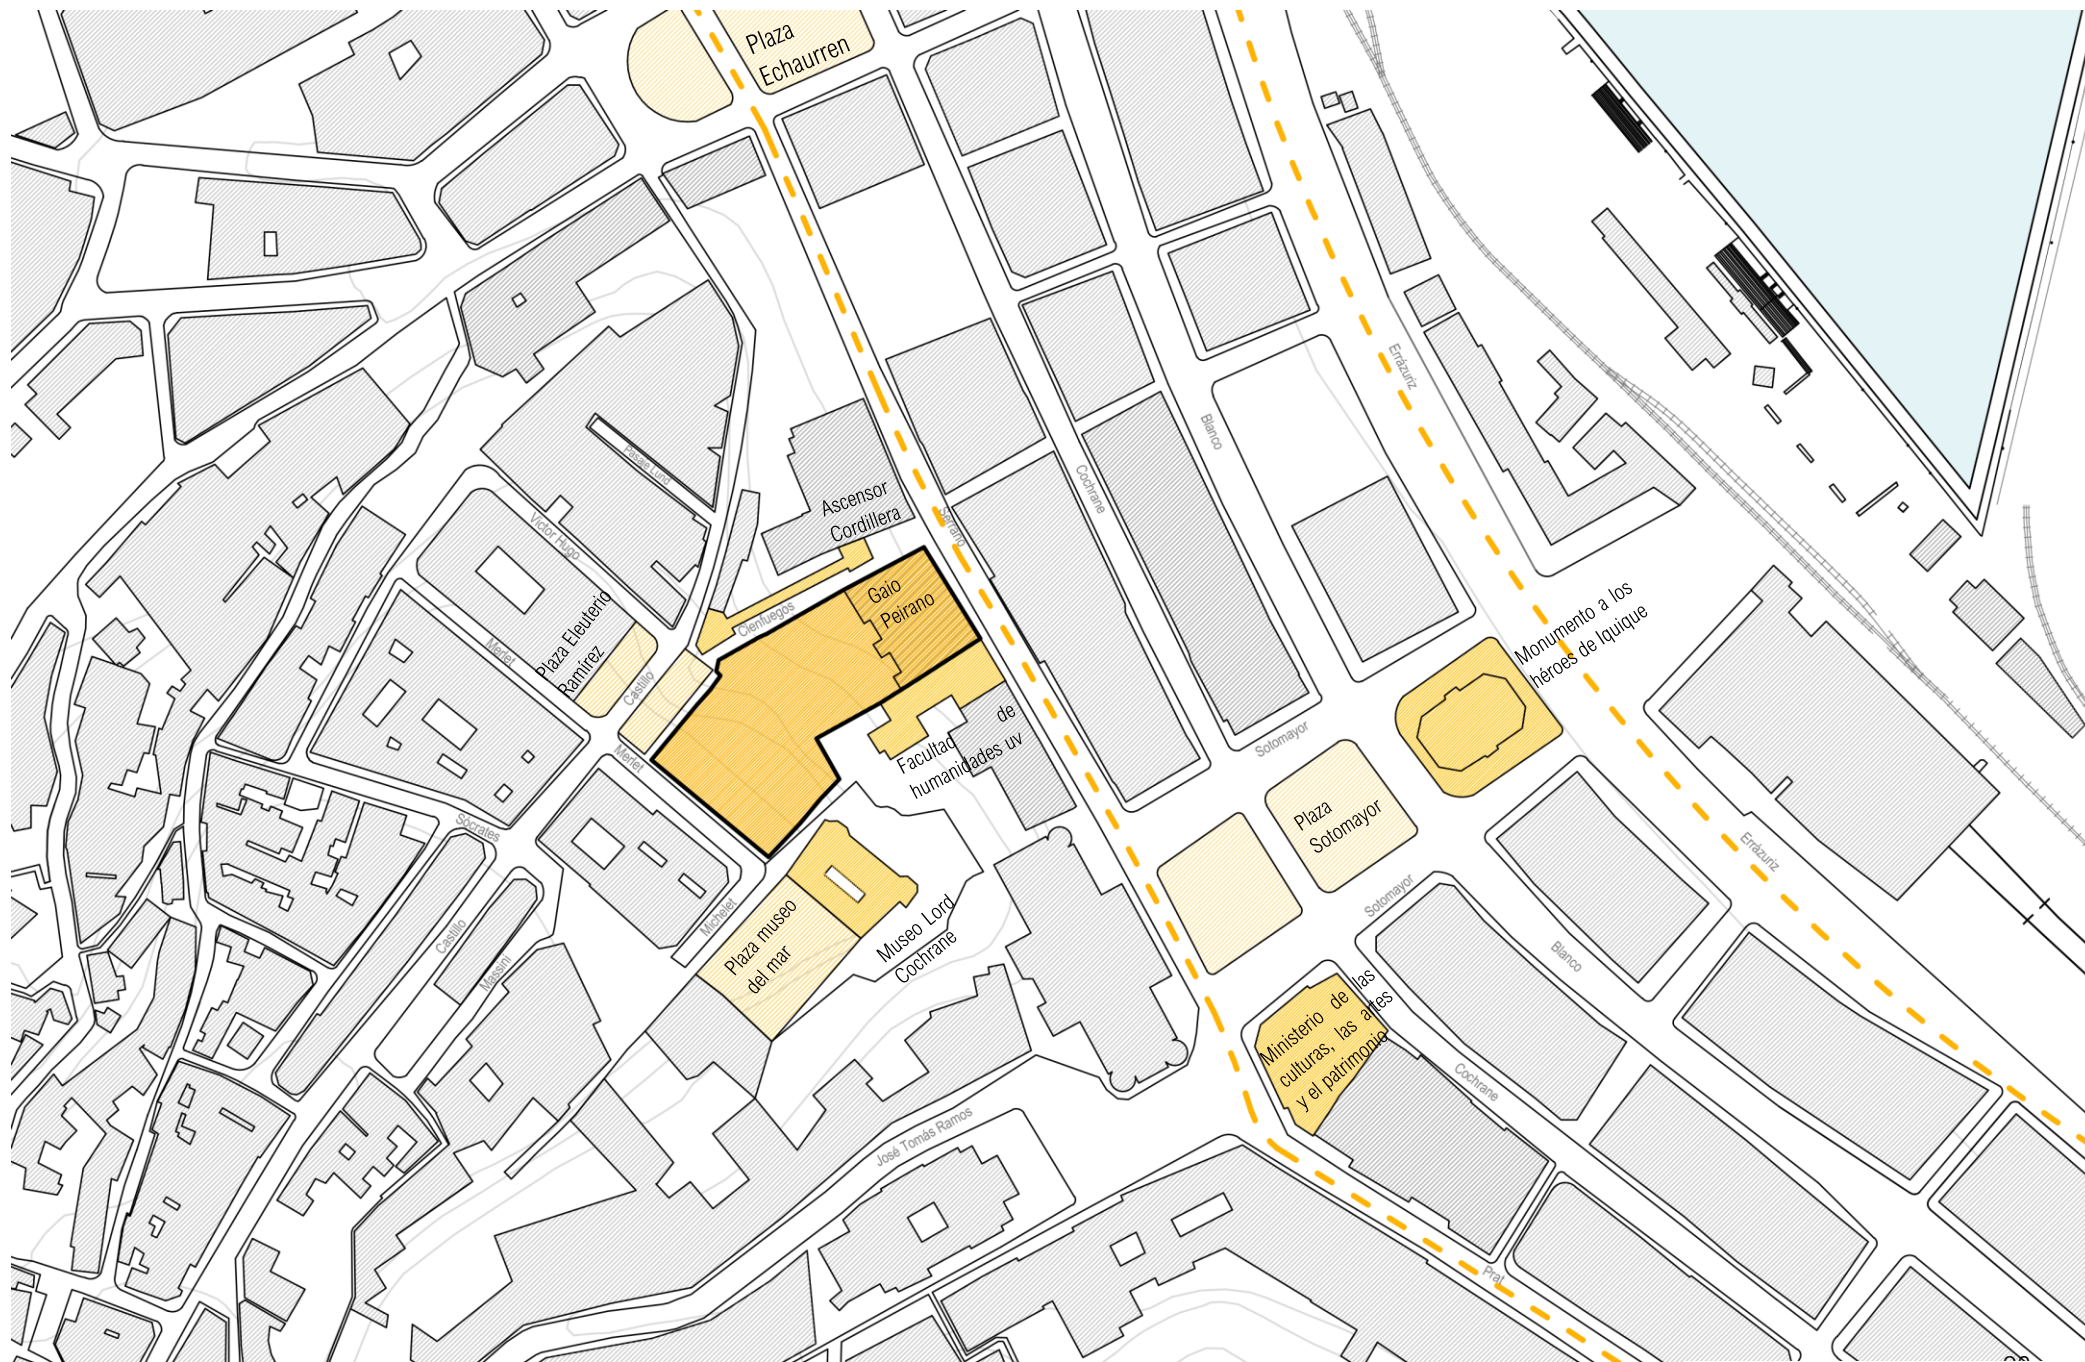 Plaza
Echaurren
Errázuriz
Blanco
Cochrane
Pasaje Lund
Ascensor
Cordillera
Serrano
Victor Hugo
Gaio
Peirano
Cienfuegos
Plaza Eleuterio
Ramírez
Merlet
Castillo
Monumento a los
héroes de Iquique
Merlet
Facultad de
humanidades uv
Sotomayor
Plaza
Sotomayor
Sócrates
Errázuriz
Sotomayor
Michelet
Plaza museo
del mar
Museo Lord
Cochrane
Castillo
Massini
Blanco
Ministerio de las
culturas, las artes
y el patrimonio
Cochrane
José Tomás Ramos
Prat